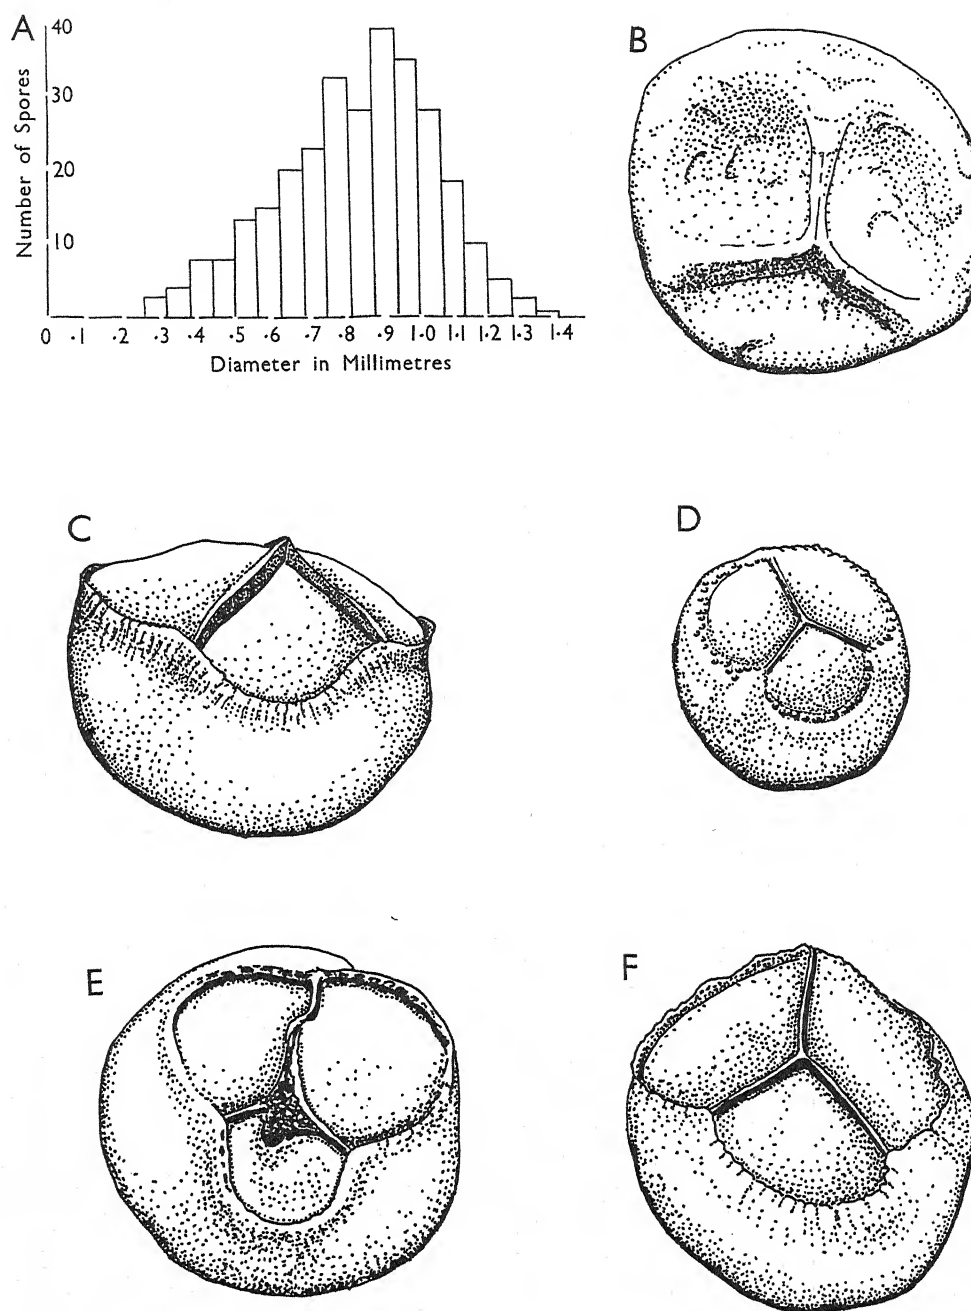 A
Number of Spores
40
30
20
10
0 ·1 ·2 ·3 ·4 ·5 ·6 ·7 ·8 ·9 1·0 1·1 1·2 1·3 1·4
Diameter in Millimetres
B
C
D
E
F